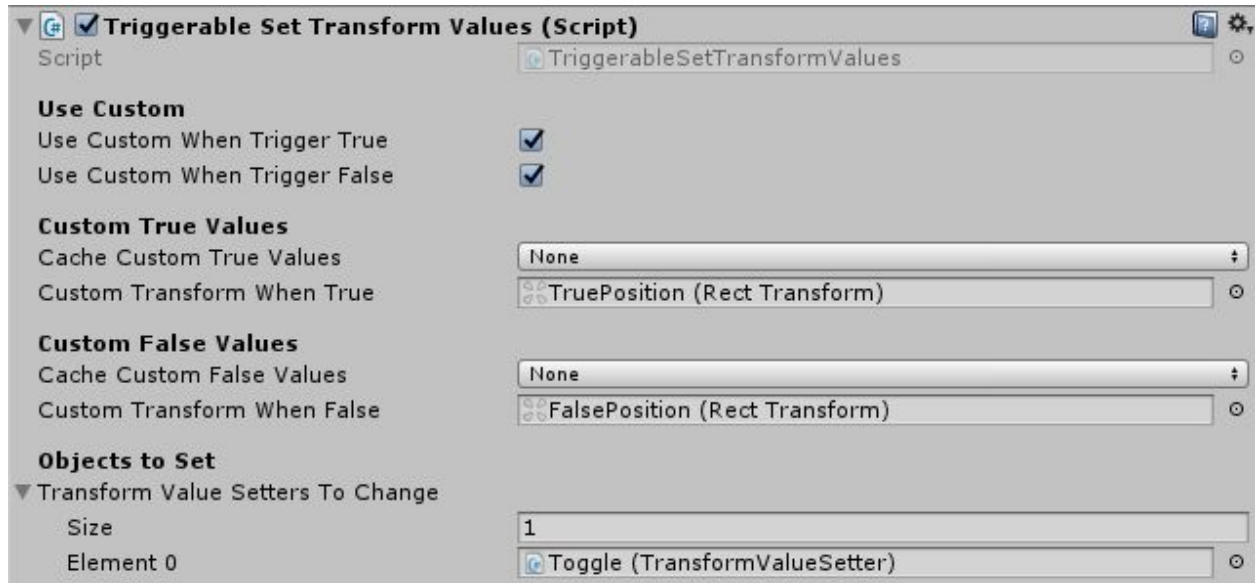 Triggerable Set Transform Values (Script)
Script TriggerableSetTransformValues
Use Custom
Use Custom When Trigger True
Use Custom When Trigger False
Custom True Values
Cache Custom True Values None
Custom Transform When True TruePosition (Rect Transform)
Custom False Values
Cache Custom False Values None
Custom Transform When False FalsePosition (Rect Transform)
Objects to Set
Transform Value Setters To Change
Size 1
Element 0 Toggle (TransformValueSetter)